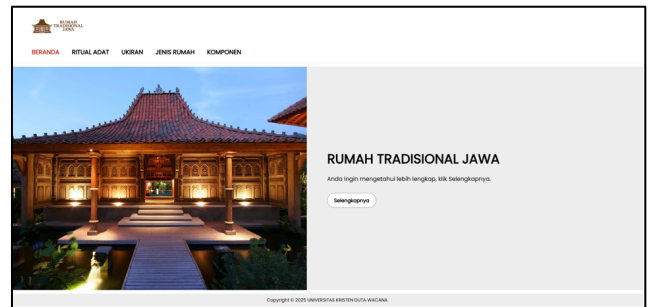 RUMAH
TRADISIONAL
JAWA
BERANDA RITUAL ADAT UKIRAN JENIS RUMAH KOMPONEN
RUMAH TRADISIONAL JAWA
Anda ingin mengetahui lebih lengkap, klik Selengkapnya.
Selengkapnya
Copyright © 2025 UNIVERSITAS KRISTEN DUTA WACANA